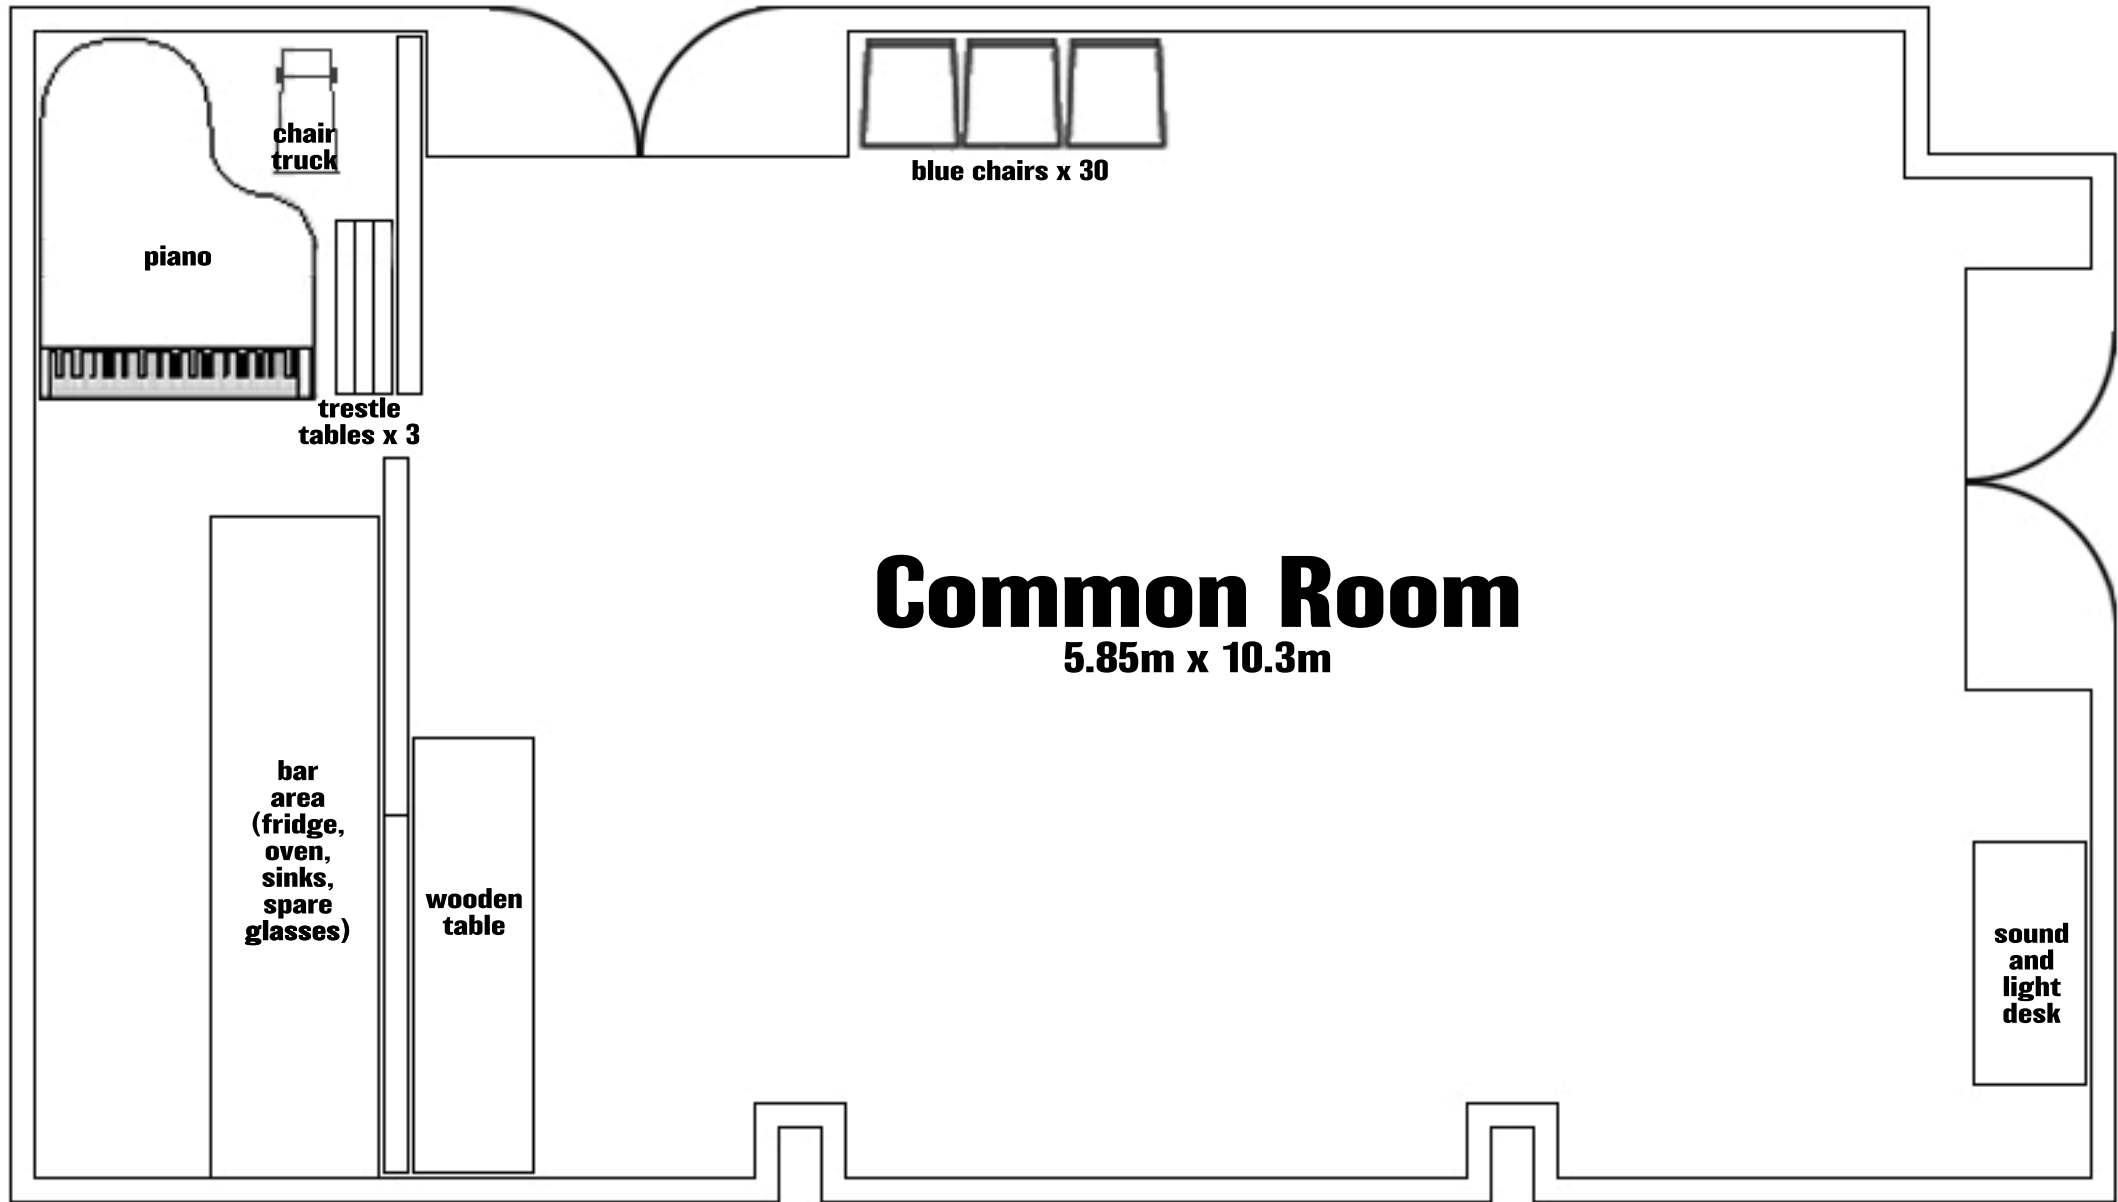 chair
truck
blue chairs x 30
piano
trestle
tables x 3
Common Room
5.85m x 10.3m
bar
area
(fridge,
oven,
sinks,
spare
glasses)
wooden
table
sound
and
light
desk